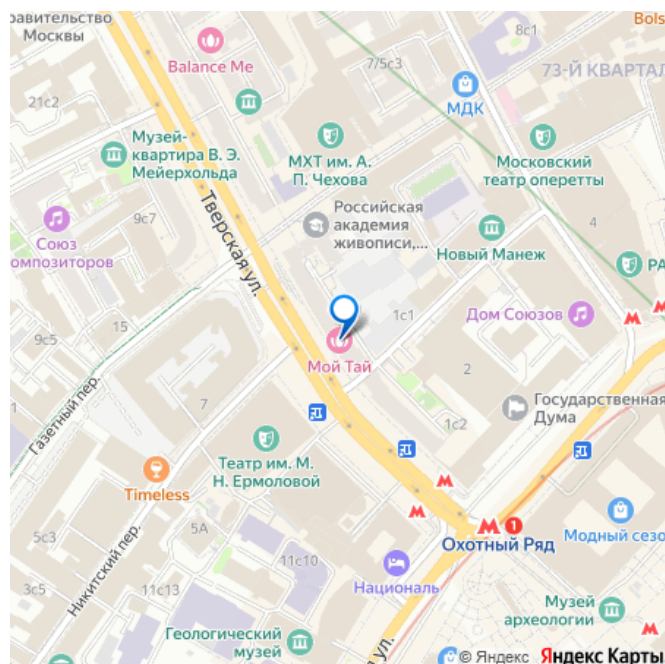 равительство
Москвы
Bols
8с1
7/5с3
73-Й КВАРТАЛ
Balance Me
МДК
21с2
Музей-
квартира В. Э.
Мейерхольда
МХТ им. А.
П. Чехова
Московский
театр оперетты
Российская
академия
живописи,...
9с7
Союз
омпозиторов
Тверская ул.
4
Новый Манеж
РА
1с1
Дом Союзов
15
9с5
Мой Тай
2
Газетный пер.
7
Государственная
Дума
1с2
Театр им. М.
Н. Ермоловой
Timeless
5А
5с3
Охотный Ряд
1
Модный сезо
Никитский пер.
11с10
3с5
11с13
Националь
Музей
археологии
Геологический
музей
ул.
© Яндекс Яндекс Карты